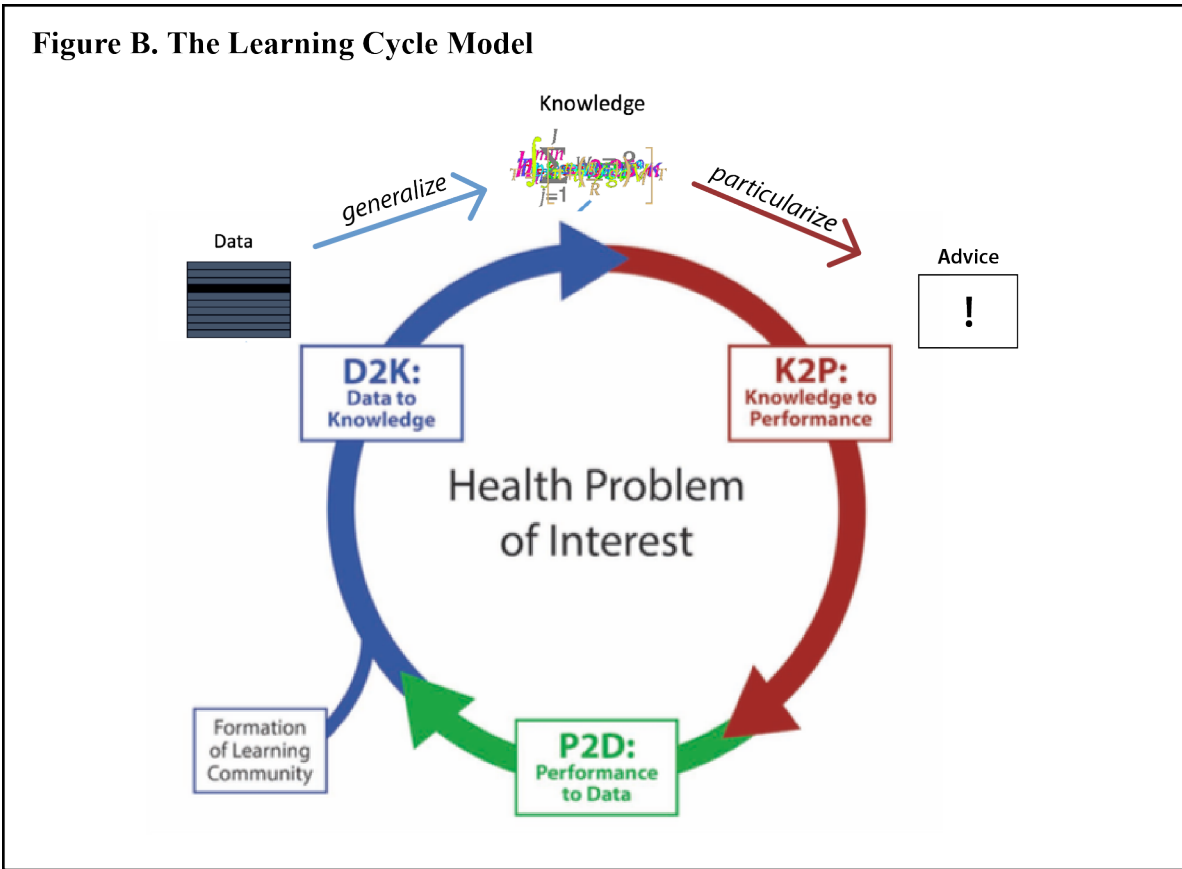 Figure B. The Learning Cycle Model
Knowledge
generalize
particularize
J
j=1
R
Data
Advice
!
D2K:
Data to
Knowledge
K2P:
Knowledge to
Performance
Health Problem
of Interest
Formation
of Learning
Community
P2D:
Performance
to Data